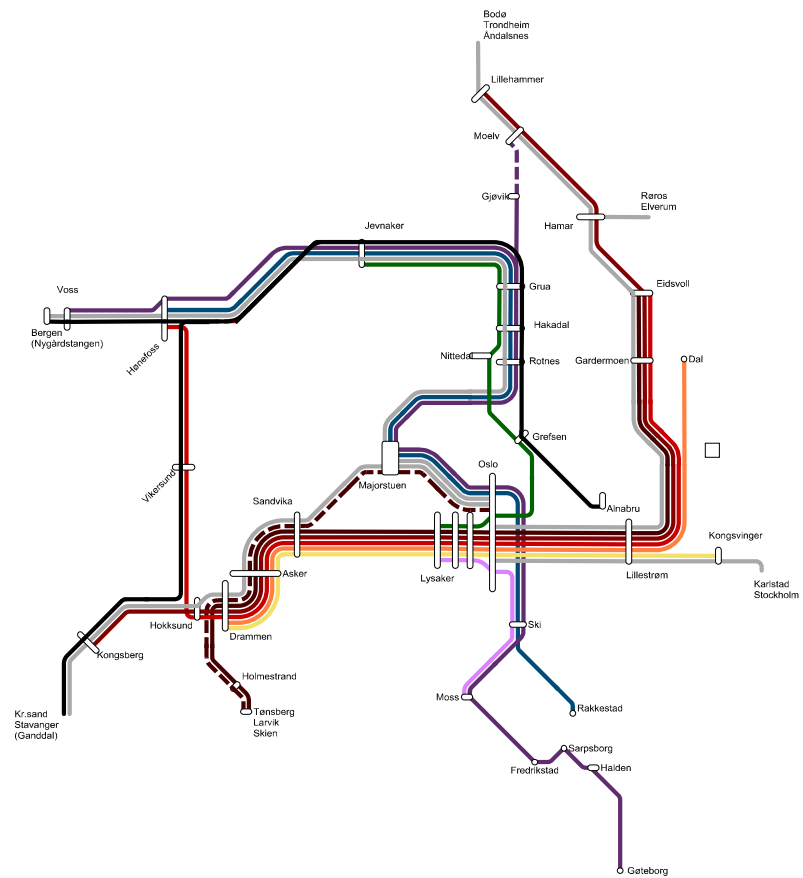 Bodø
Trondheim
Åndalsnes
Lillehammer
Moelv
Gjøvik
Røros
Elverum
Hamar
Jevnaker
Eidsvoll
Grua
Voss
Hakadal
Bergen
(Nygårdstangen)
Hønefoss
Nittedal
Rotnes
Gardermoen
Dal
Grefsen
Oslo
Vikersund
Majorstuen
Sandvika
Alnabru
Kongsvinger
Asker
Lysaker
Lillestrøm
Karlstad
Stockholm
Hokksund
Drammen
Ski
Kongsberg
Holmestrand
Moss
Rakkestad
Kr.sand
Stavanger
(Ganddal)
Tønsberg
Larvik
Skien
Sarpsborg
Fredrikstad
Halden
Gøteborg